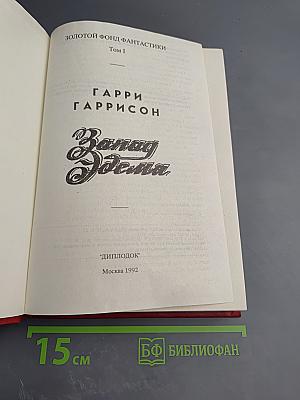 ЗОЛОТОЙ ФОНД ФАНТАСТИКИ
Том I
ГАРРИ
ГАРРИСОН
Запад
Эдема
"ДИПЛОДОК"
Москва 1992
15 см
БФ БИБЛИОФАН